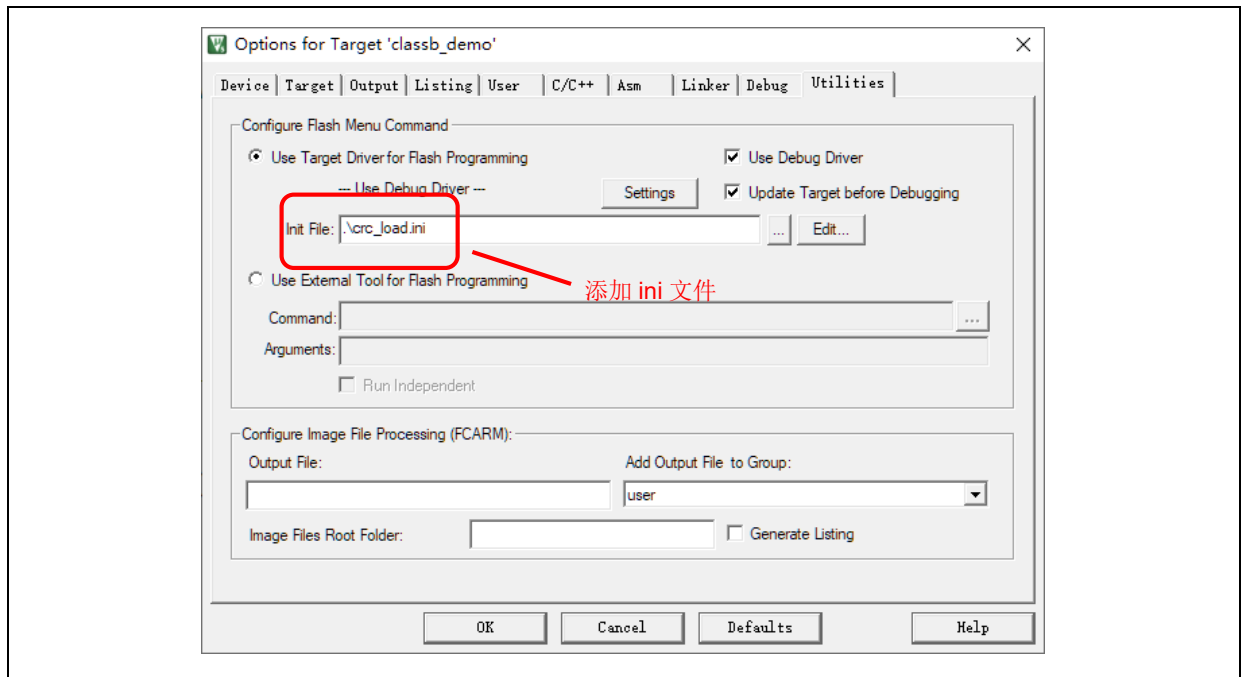 Options for Target 'classb_demo'
Device Target Output Listing User C/C++ Asm Linker Debug Utilities
Configure Flash Menu Command
Use Target Driver for Flash Programming
Use Debug Driver
--- Use Debug Driver ---
Settings
Update Target before Debugging
Init File: .\crc_load.ini
...
Edit...
Use External Tool for Flash Programming
添加 ini 文件
Command:
...
Arguments:
Run Independent
Configure Image File Processing (FCARM):
Output File:
Add Output File to Group:
user
Image Files Root Folder:
Generate Listing
OK Cancel Defaults Help